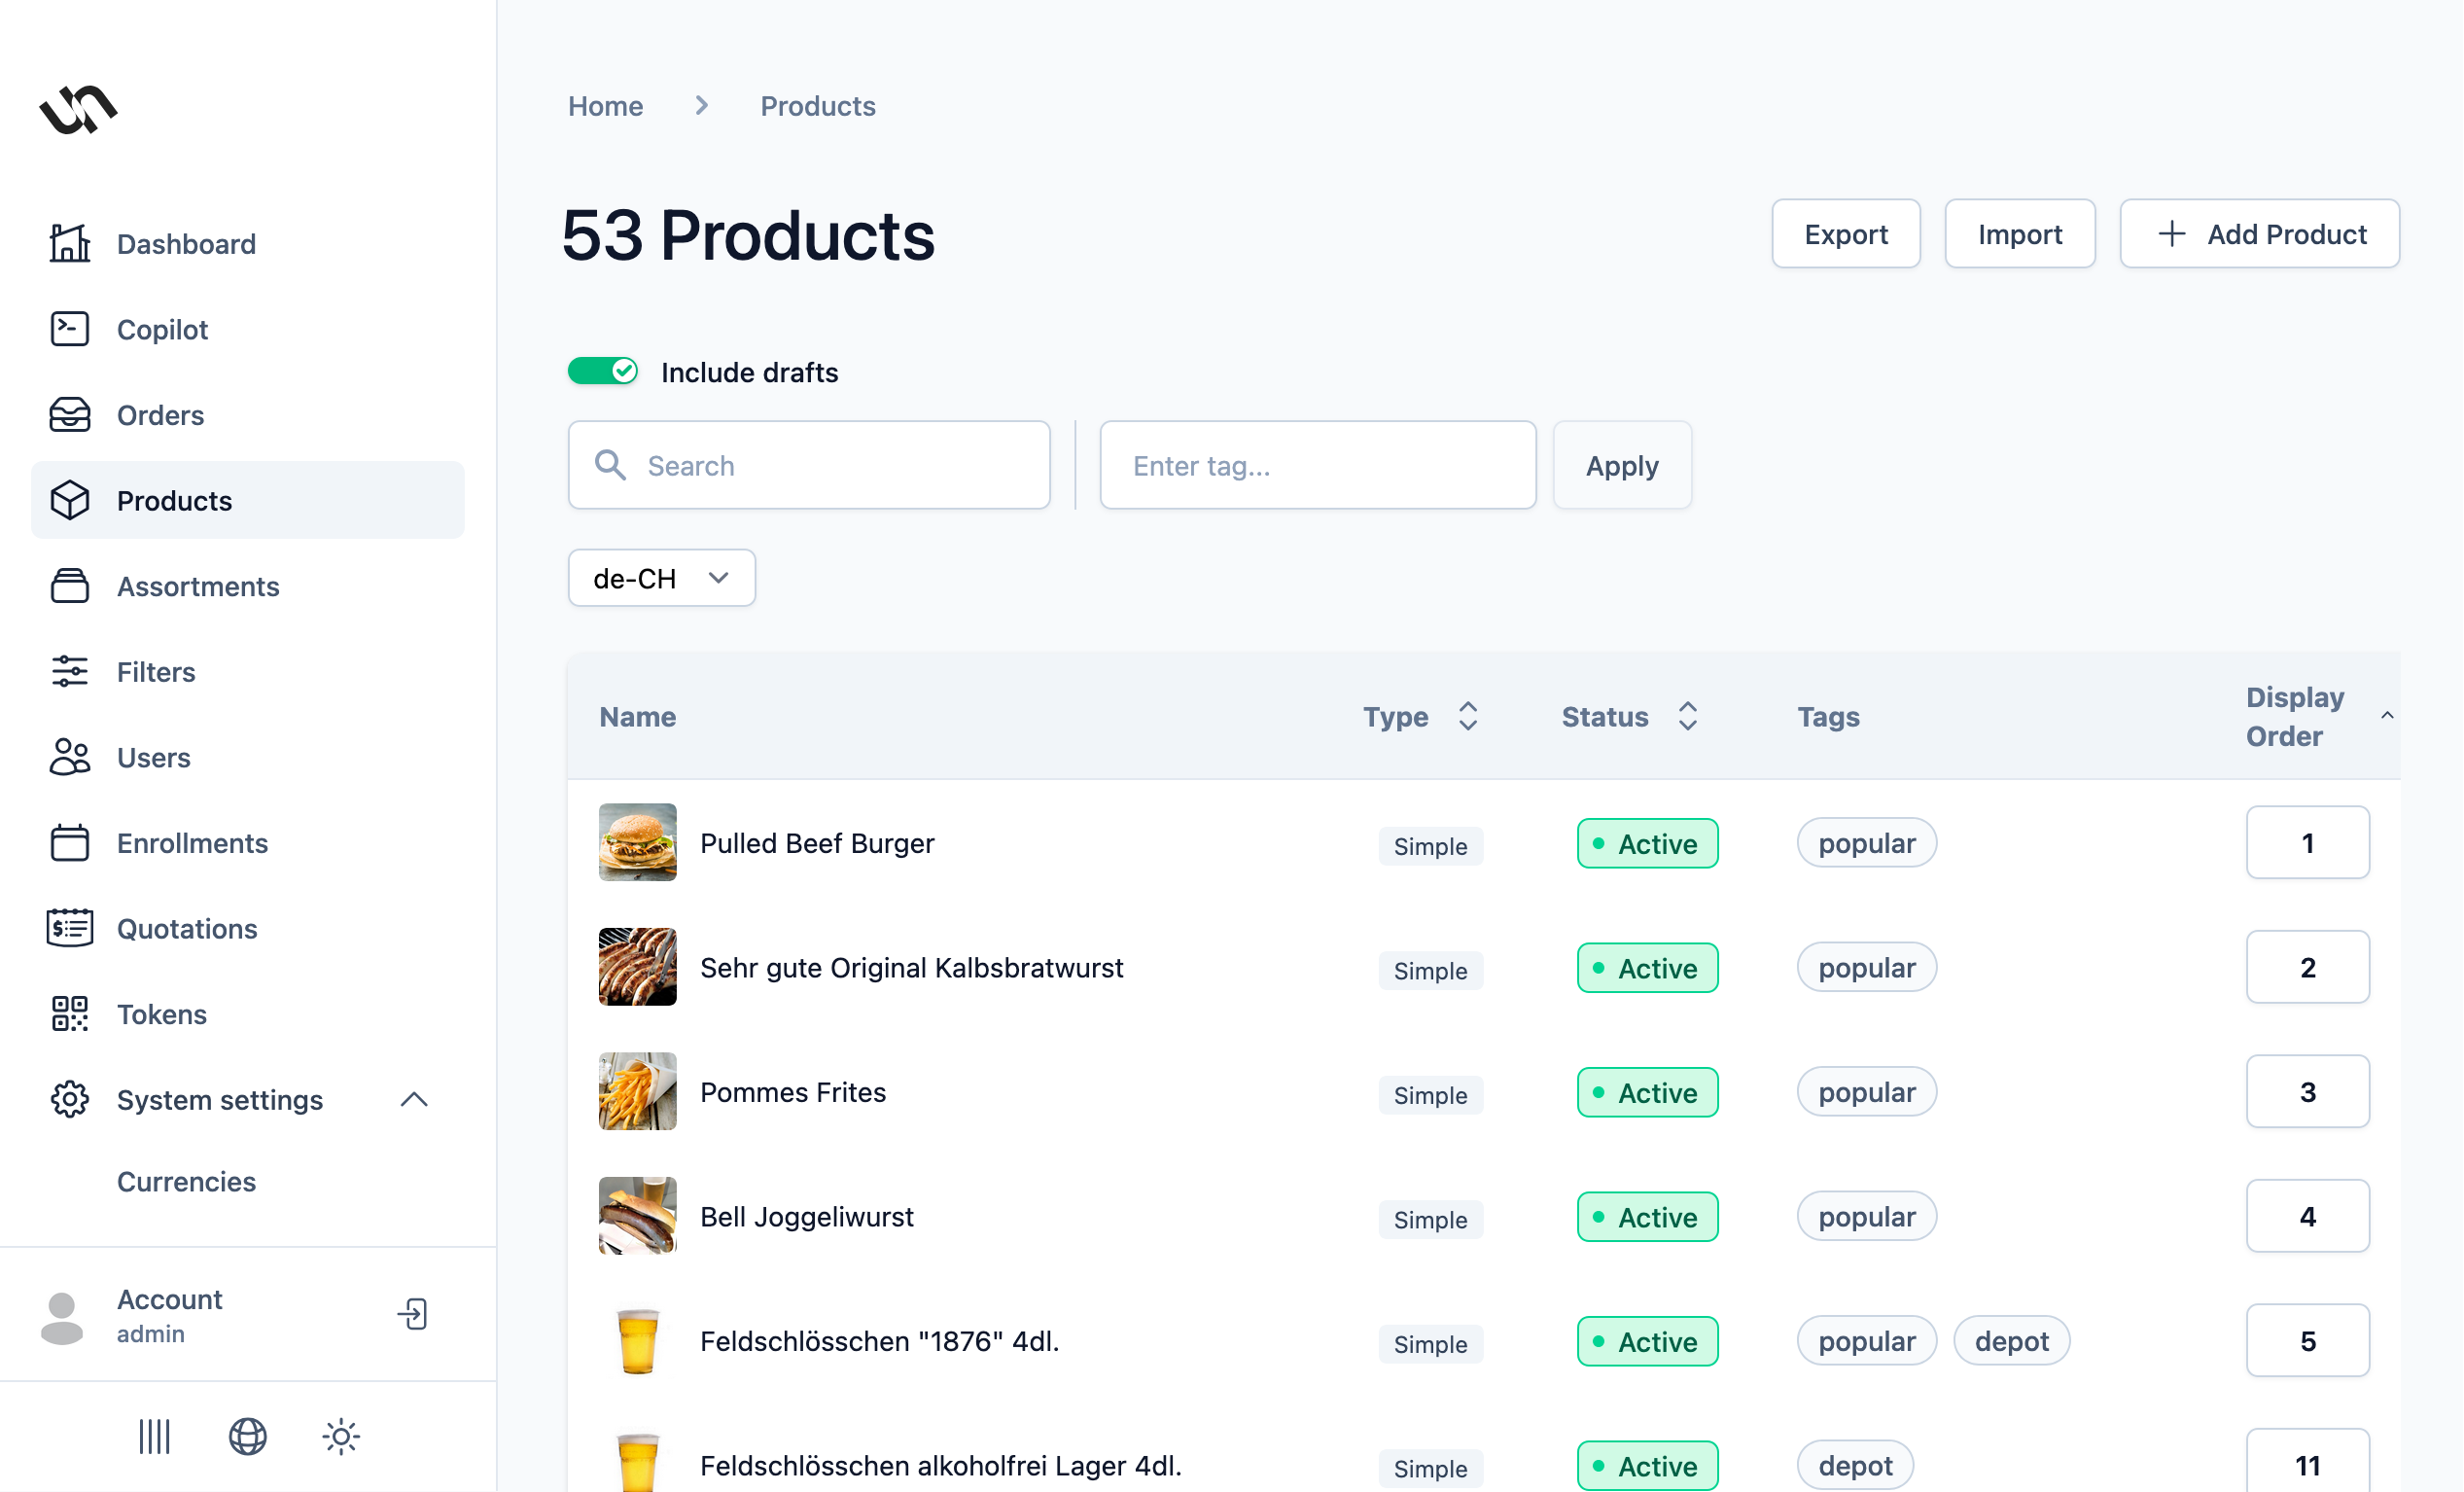 Dashboard
Copilot
Orders
Products
Assortments
Filters
Users
Enrollments
Quotations
Tokens
System settings
Currencies
Account
admin
Home
Products
53 Products
Export
Import
Add Product
Include drafts
Search
Enter tag...
Apply
de-CH
Name
Type
Status
Tags
Display
Order
Pulled Beef Burger
Simple
Active
popular
1
Sehr gute Original Kalbsbratwurst
Simple
Active
popular
2
Pommes Frites
Simple
Active
popular
3
Bell Joggeliwurst
Simple
Active
popular
4
Feldschlösschen "1876" 4dl.
Simple
Active
popular
depot
5
Feldschlösschen alkoholfrei Lager 4dl.
Simple
Active
depot
11